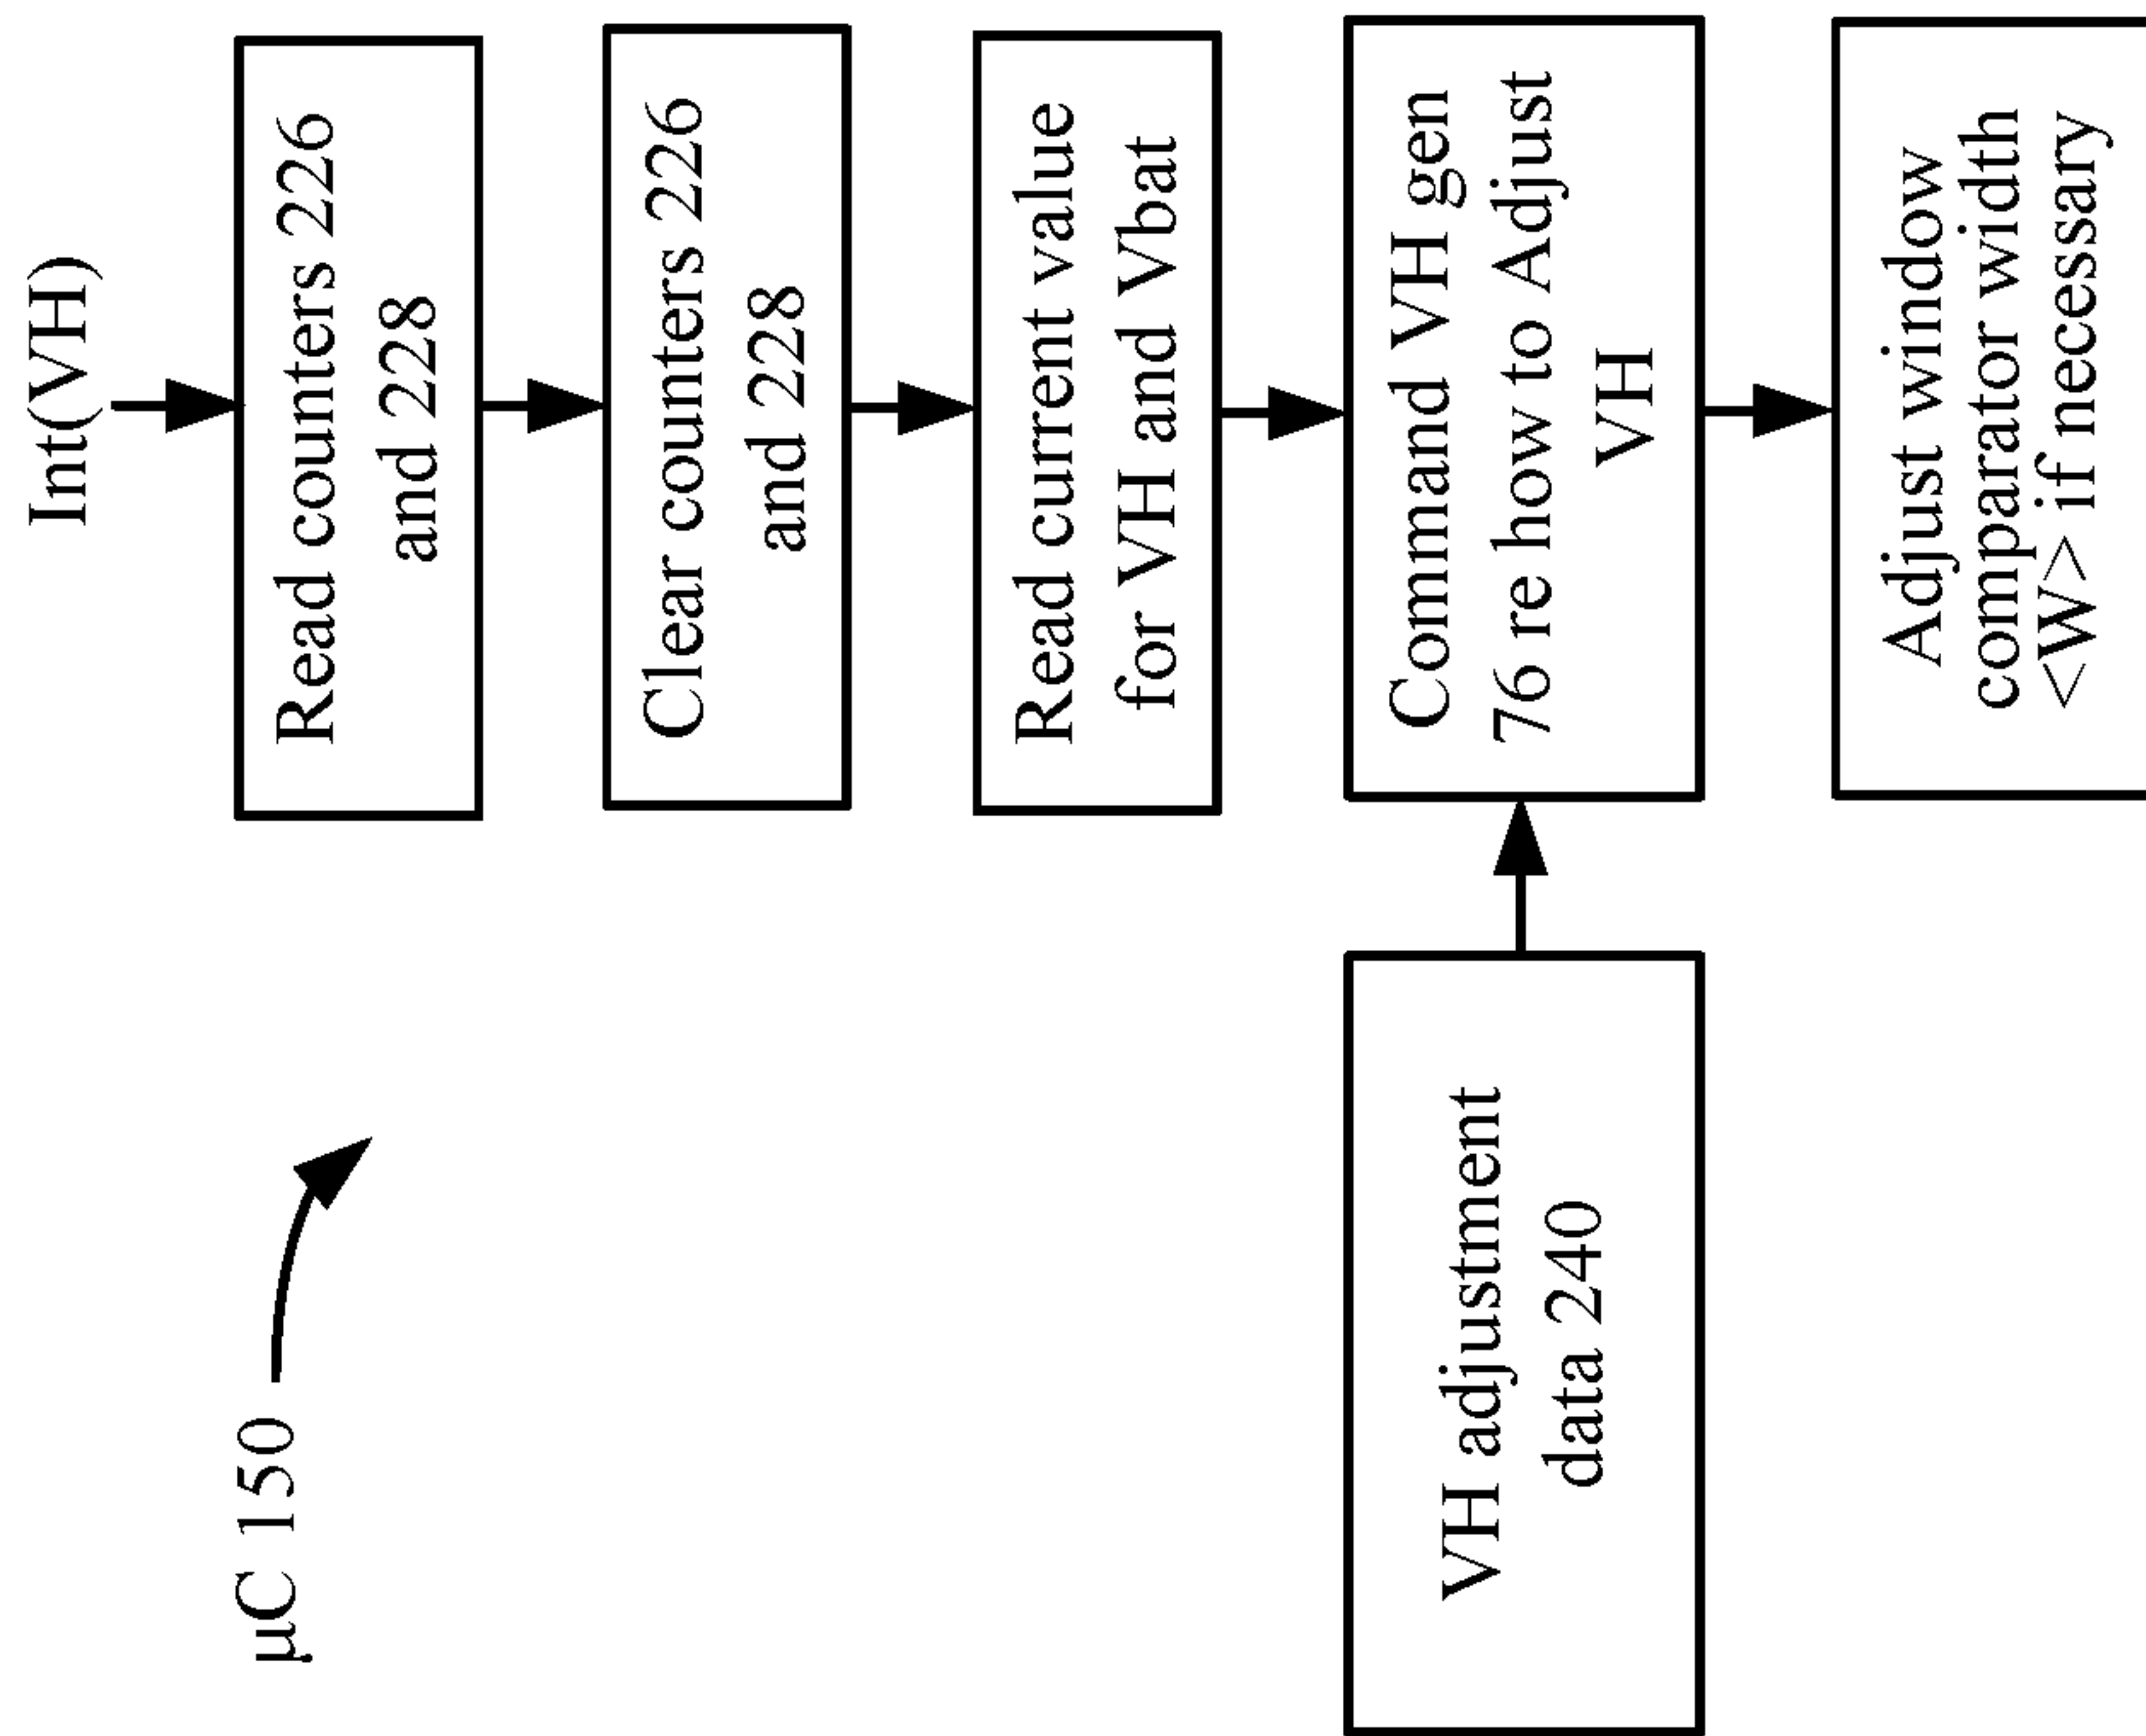 Int(VH)
µC 150
Read counters 226
and 228
Clear counters 226
and 228
Read current value
for VH and Vbat
Command VH gen
76 re how to Adjust
VH
VH adjustment
data 240
Adjust window
comparator width
<W> if necessary